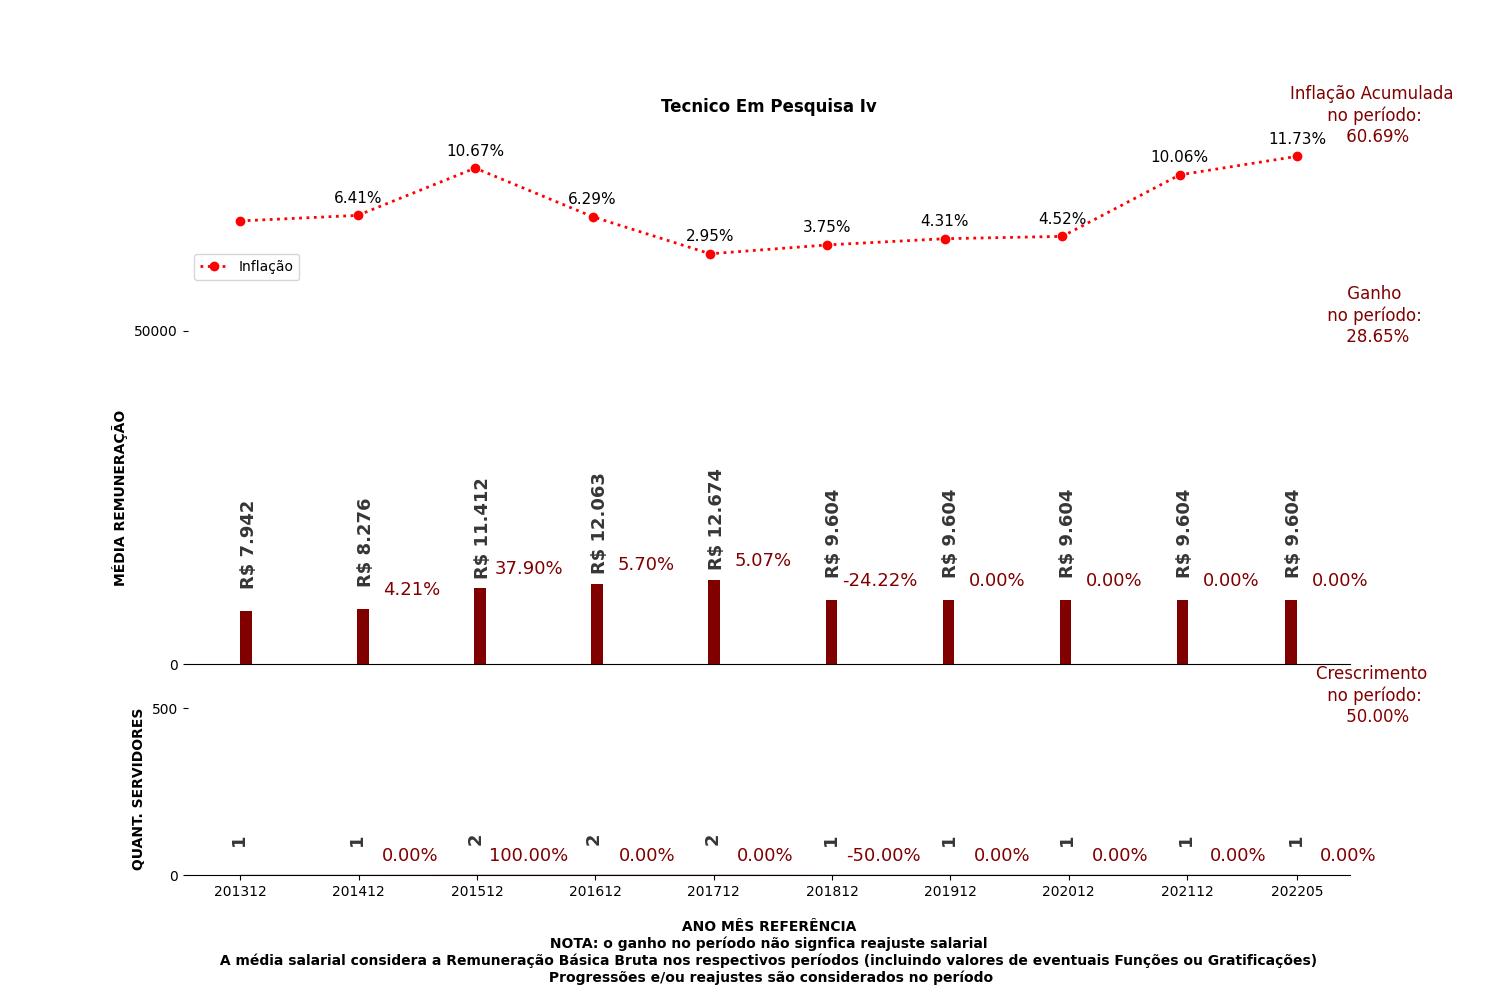 Tecnico Em Pesquisa Iv
Inflação Acumulada
no período:
60.69%
6.41%
10.67%
6.29%
2.95%
3.75%
4.31%
4.52%
10.06%
11.73%
Inflação
Ganho
no período:
28.65%
50000
0
MÉDIA REMUNERAÇÃO
R$ 7.942
R$ 8.276
R$ 11.412
R$ 12.063
R$ 12.674
R$ 9.604
R$ 9.604
R$ 9.604
R$ 9.604
R$ 9.604
4.21%
37.90%
5.70%
5.07%
-24.22%
0.00%
0.00%
0.00%
0.00%
Crescrimento
no período:
50.00%
500
0
QUANT. SERVIDORES
1
1
2
2
2
1
1
1
1
1
0.00%
100.00%
0.00%
0.00%
-50.00%
0.00%
0.00%
0.00%
0.00%
201312
201412
201512
201612
201712
201812
201912
202012
202112
202205
ANO MÊS REFERÊNCIA
NOTA: o ganho no período não signfica reajuste salarial
A média salarial considera a Remuneração Básica Bruta nos respectivos períodos (incluindo valores de eventuais Funções ou Gratificações)
Progressões e/ou reajustes são considerados no período